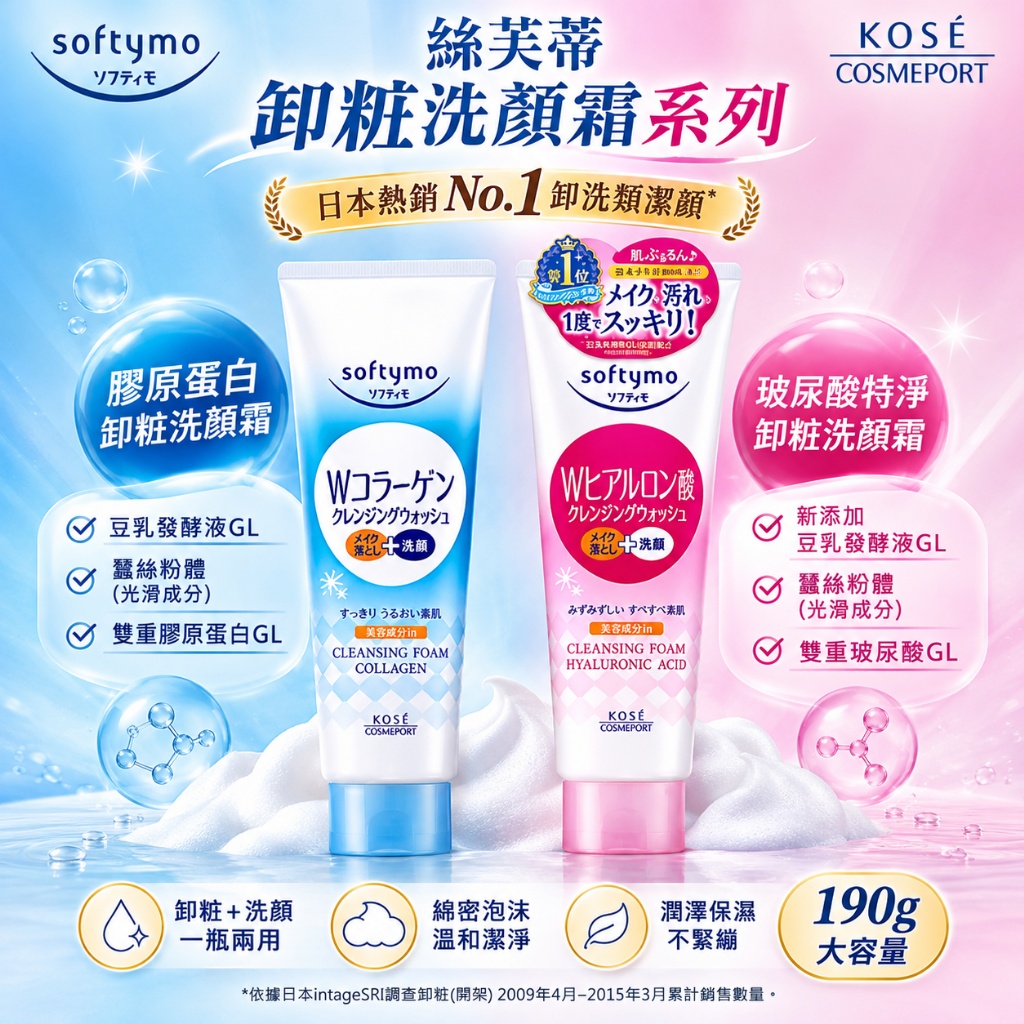 softymo
ソフティモ
KOSÉ
COSMEPORT
絲芙蒂
卸粧洗顏霜系列
日本熱銷No.1卸洗類潔顏*
膠原蛋白
卸粧洗顏霜
豆乳發酵液GL
蠶絲粉體
(光滑成分)
雙重膠原蛋白GL
softymo
ソフティモ
Wコラーゲン
クレンジングウォッシュ
メイク
落とし+洗顔
すっきり うるおい素肌
美容成分in
CLEANSING FOAM
COLLAGEN
KOSÉ
COSMEPORT
第1位
肌ぷるるん♪
メイク、汚れ
1度でスッキリ!
softymo
ソフティモ
Wヒアルロン酸
クレンジングウォッシュ
メイク
落とし+洗顔
みずみずしい すべすべ素肌
美容成分in
CLEANSING FOAM
HYALURONIC ACID
KOSÉ
COSMEPORT
玻尿酸特淨
卸粧洗顏霜
新添加
豆乳發酵液GL
蠶絲粉體
(光滑成分)
雙重玻尿酸GL
卸粧+洗顏
一瓶兩用
綿密泡沫
溫和潔淨
潤澤保濕
不緊繃
190g
大容量
*依據日本intageSRI調查卸粧(開架) 2009年4月–2015年3月累計銷售數量。